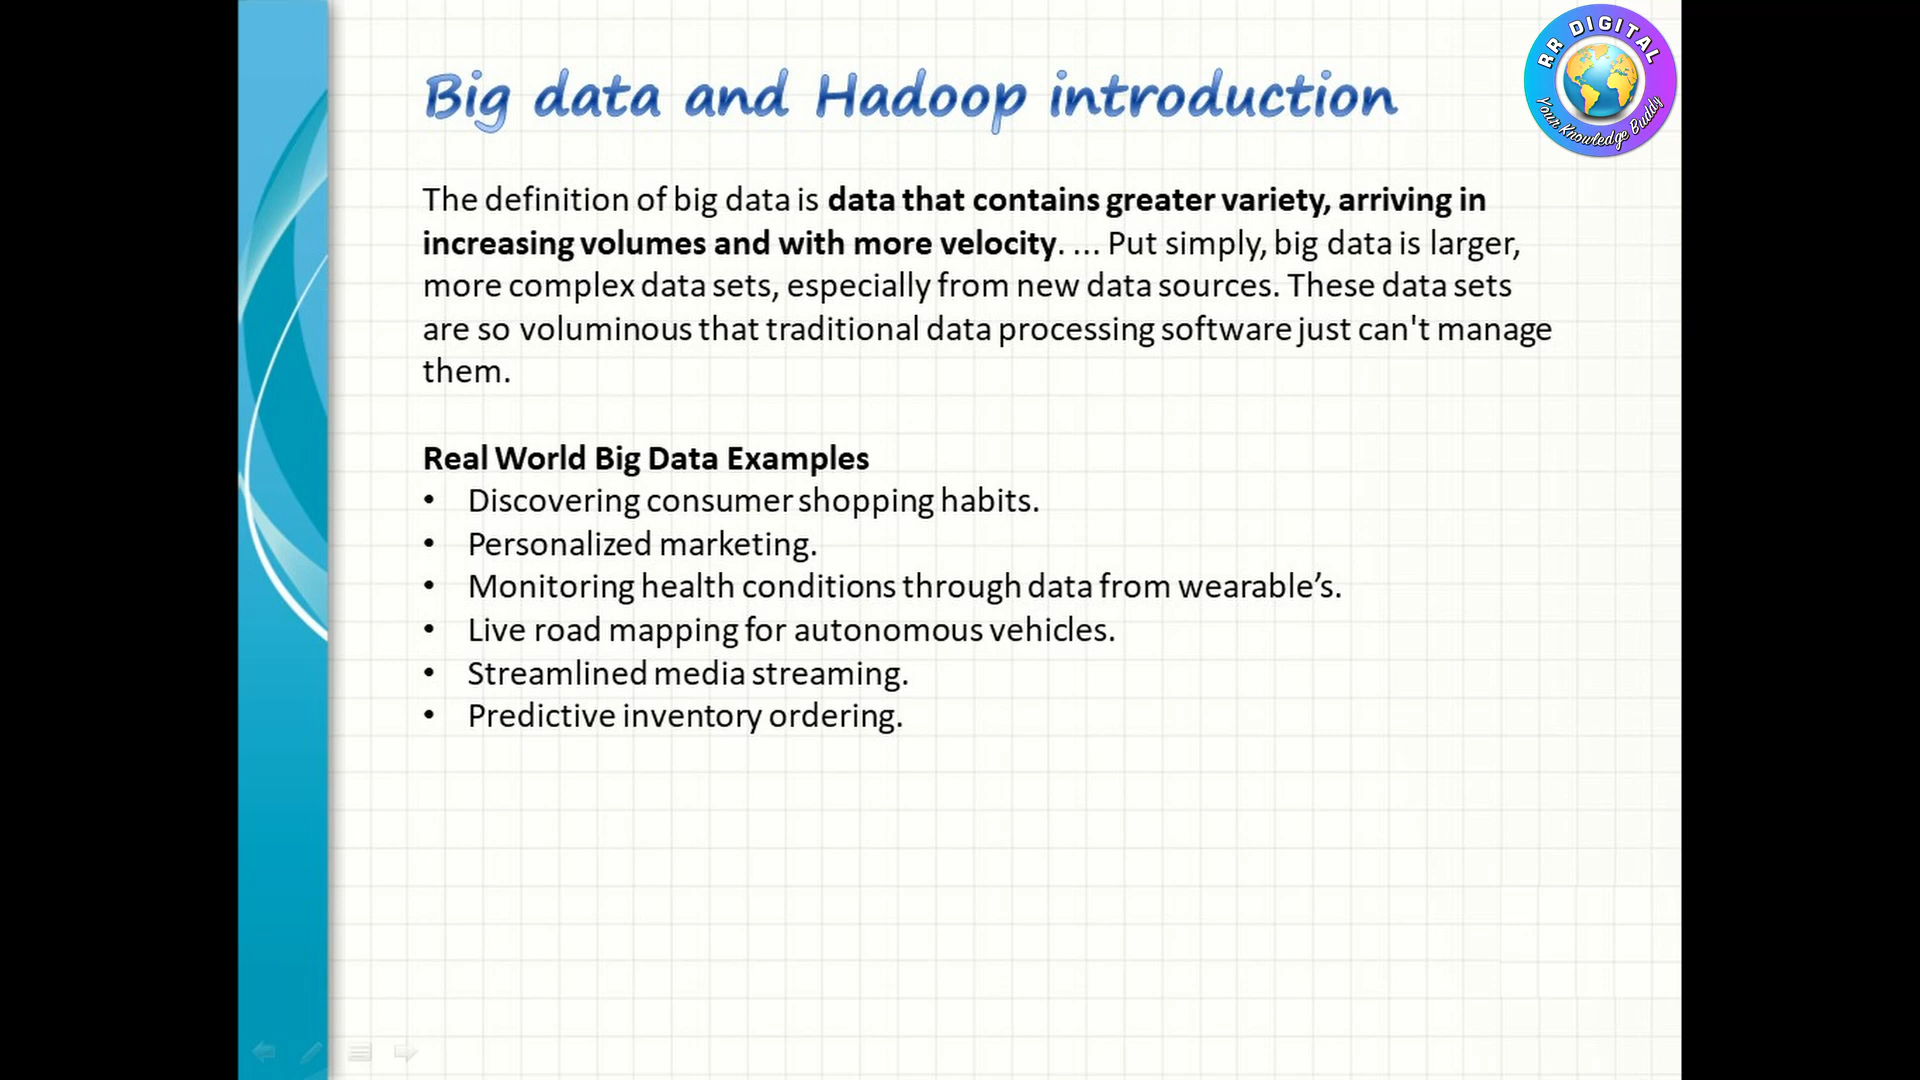 RR DIGITAL
Your Knowledge Buddy
Big data and Hadoop introduction
The definition of big data is data that contains greater variety, arriving in
increasing volumes and with more velocity. ... Put simply, big data is larger,
more complex data sets, especially from new data sources. These data sets
are so voluminous that traditional data processing software just can't manage
them.
Real World Big Data Examples
• Discovering consumer shopping habits.
• Personalized marketing.
• Monitoring health conditions through data from wearable’s.
• Live road mapping for autonomous vehicles.
• Streamlined media streaming.
• Predictive inventory ordering.